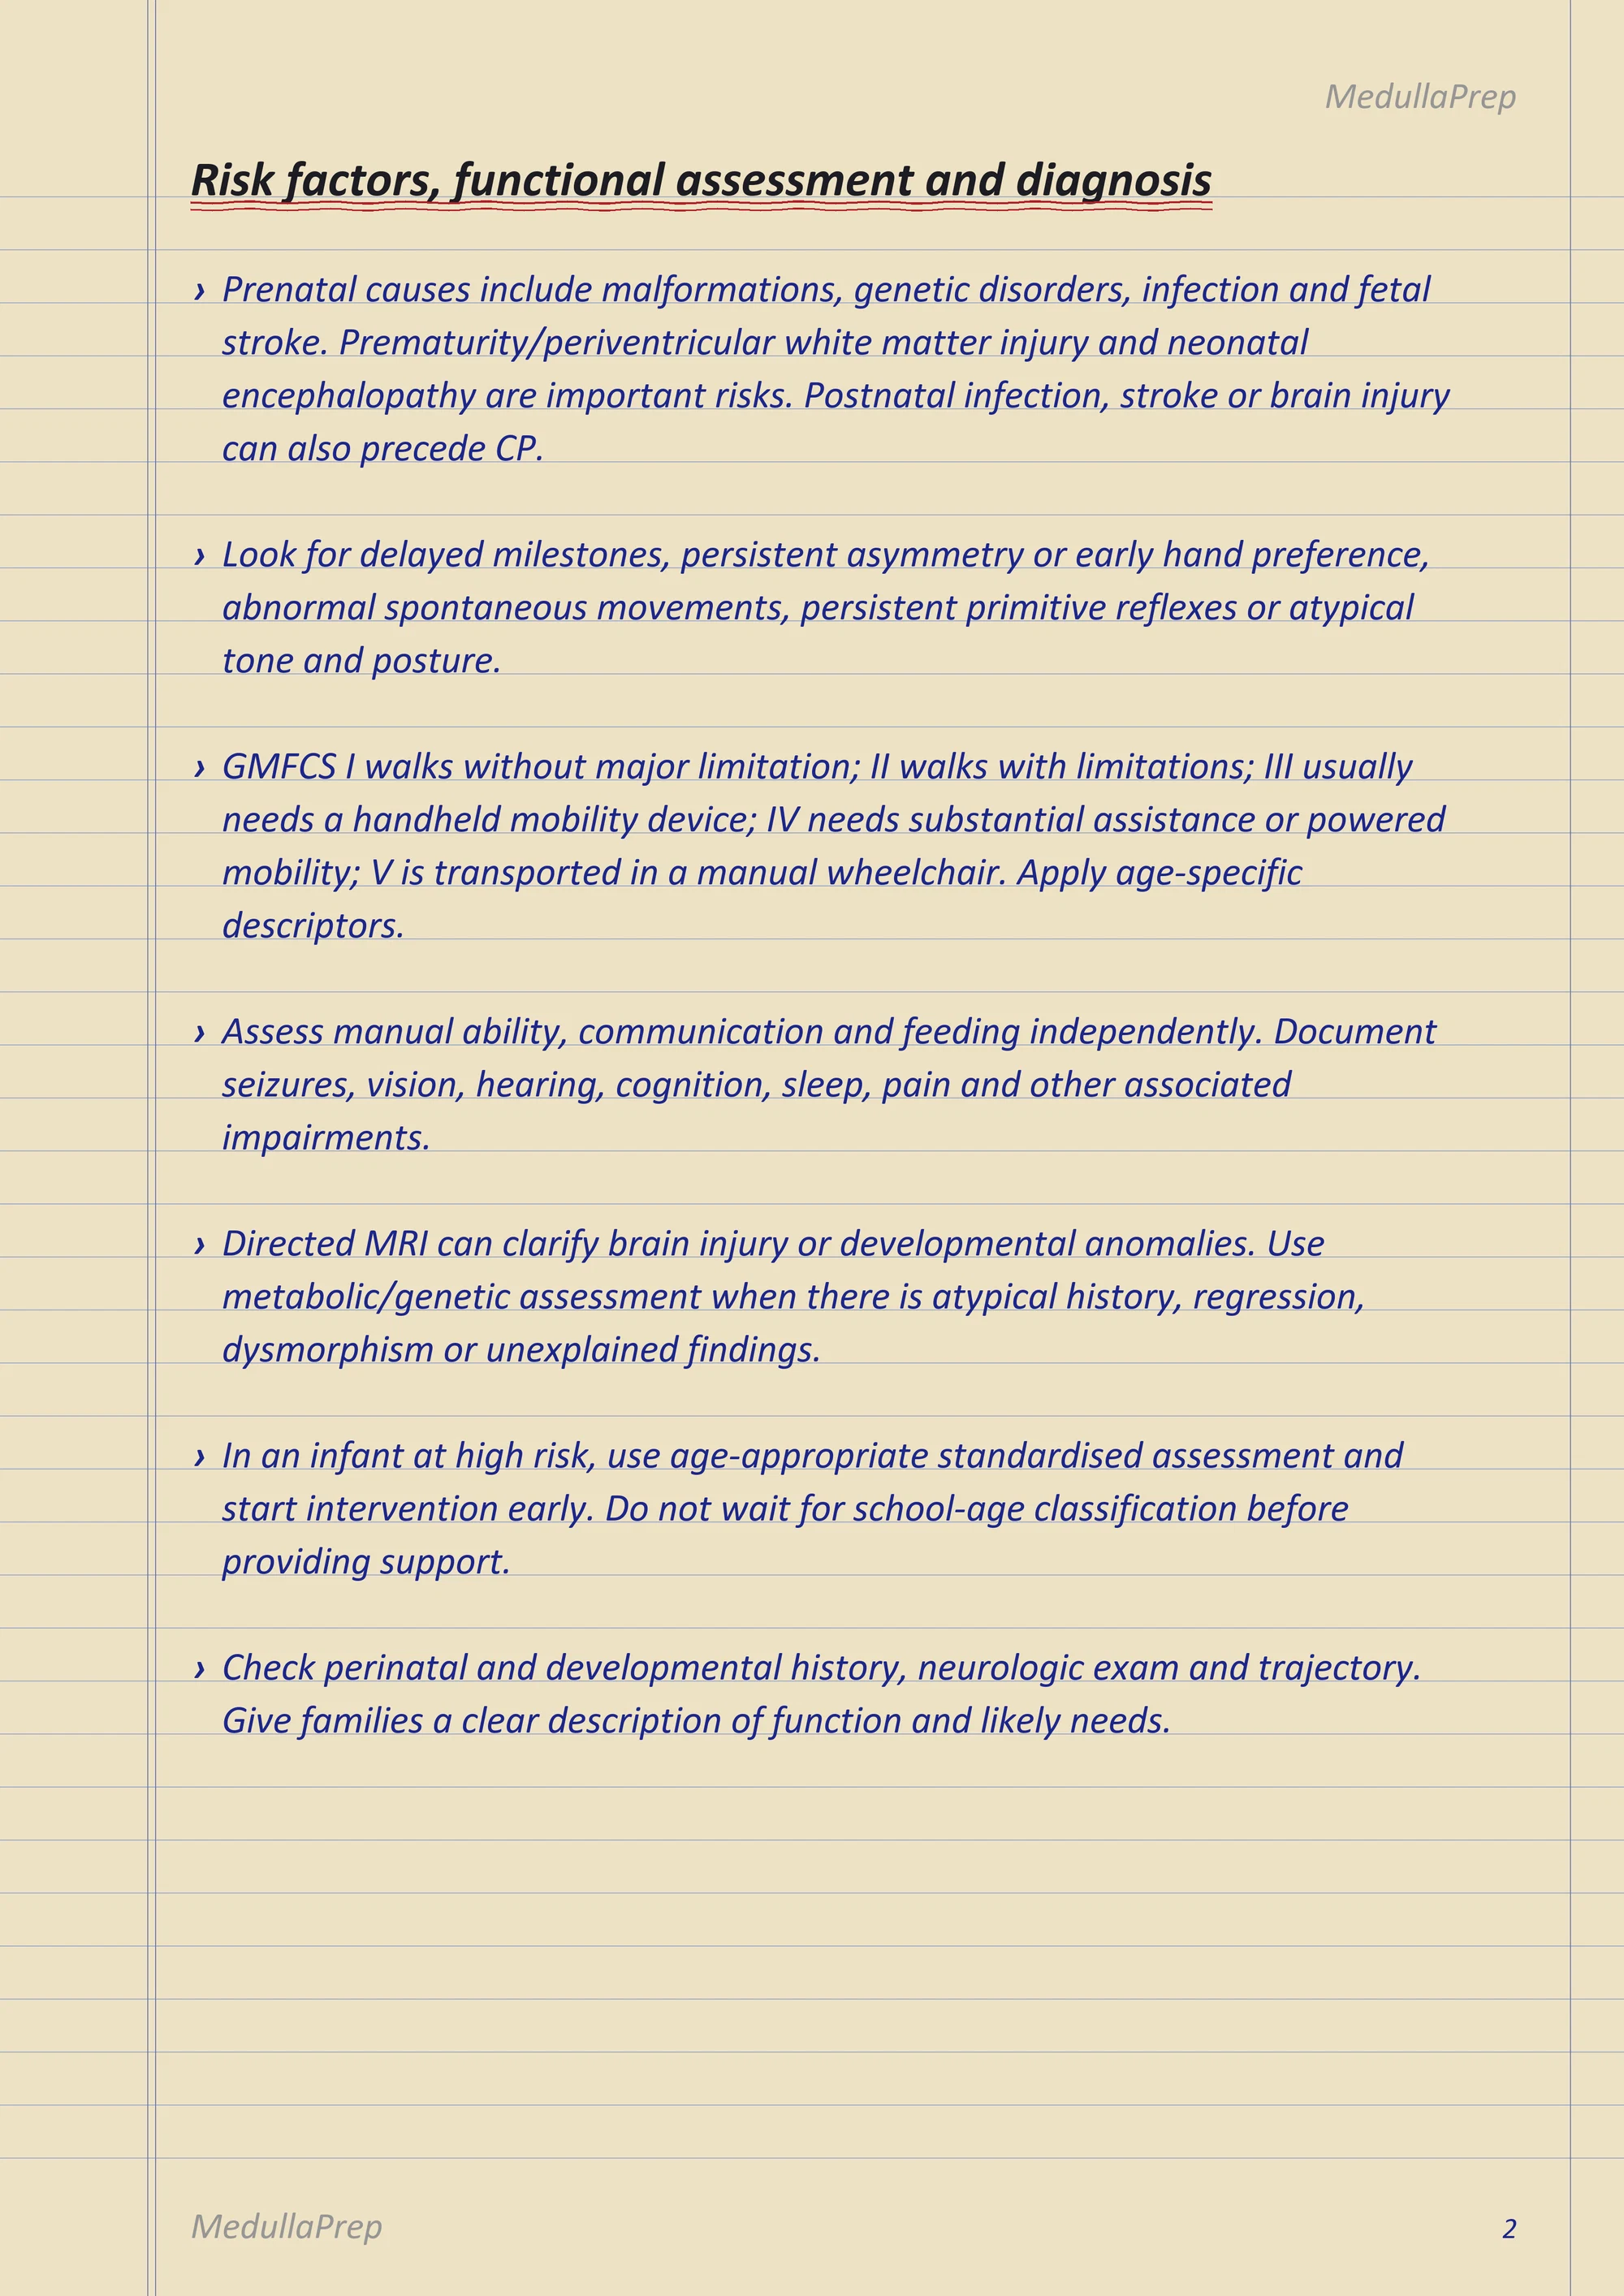 MedullaPrep
Risk factors, functional assessment and diagnosis
› Prenatal causes include malformations, genetic disorders, infection and fetal
stroke. Prematurity/periventricular white matter injury and neonatal
encephalopathy are important risks. Postnatal infection, stroke or brain injury
can also precede CP.
› Look for delayed milestones, persistent asymmetry or early hand preference,
abnormal spontaneous movements, persistent primitive reflexes or atypical
tone and posture.
› GMFCS I walks without major limitation; II walks with limitations; III usually
needs a handheld mobility device; IV needs substantial assistance or powered
mobility; V is transported in a manual wheelchair. Apply age-specific
descriptors.
› Assess manual ability, communication and feeding independently. Document
seizures, vision, hearing, cognition, sleep, pain and other associated
impairments.
› Directed MRI can clarify brain injury or developmental anomalies. Use
metabolic/genetic assessment when there is atypical history, regression,
dysmorphism or unexplained findings.
› In an infant at high risk, use age-appropriate standardised assessment and
start intervention early. Do not wait for school-age classification before
providing support.
› Check perinatal and developmental history, neurologic exam and trajectory.
Give families a clear description of function and likely needs.
MedullaPrep
2